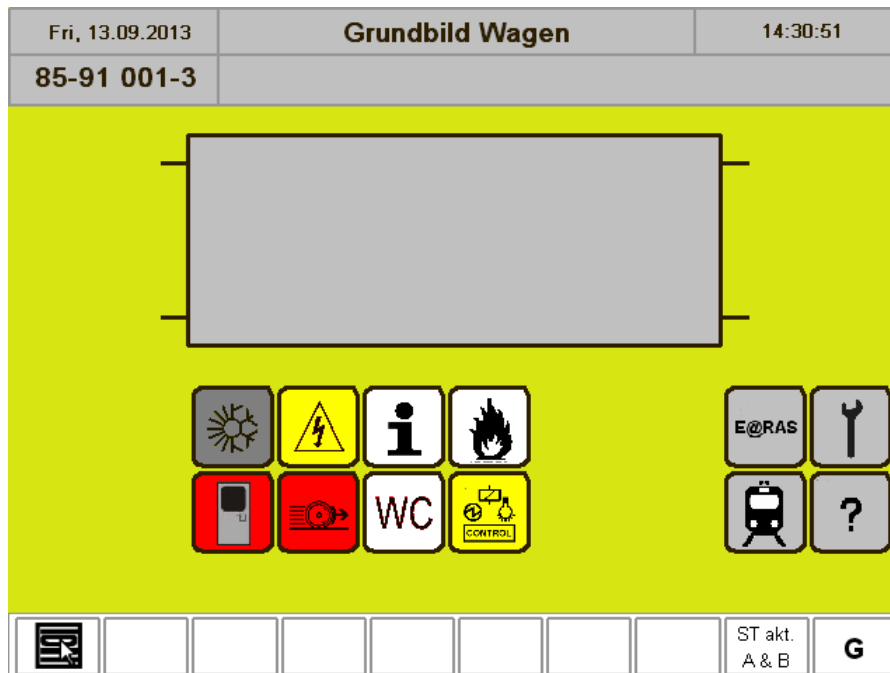 Fri, 13.09.2013
Grundbild Wagen
14:30:51
85-91 001-3
E@RAS
WC
CONTROL
?
ST akt.
A & B
G